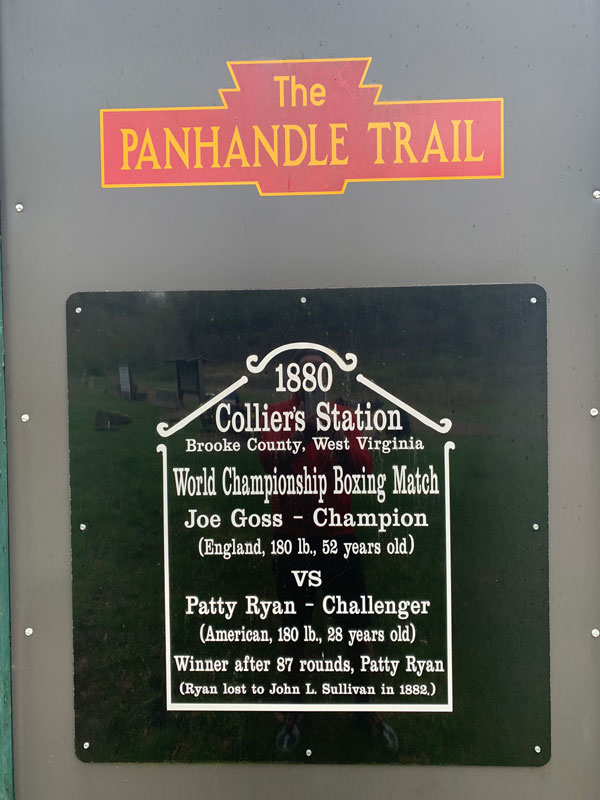 The
PANHANDLE TRAIL
1880
Collier's Station
Brooke County, West Virginia
World Championship Boxing Match
Joe Goss - Champion
(England, 180 lb., 52 years old)
VS
Patty Ryan - Challenger
(American, 180 lb., 28 years old)
Winner after 87 rounds, Patty Ryan
(Ryan lost to John L. Sullivan in 1882.)